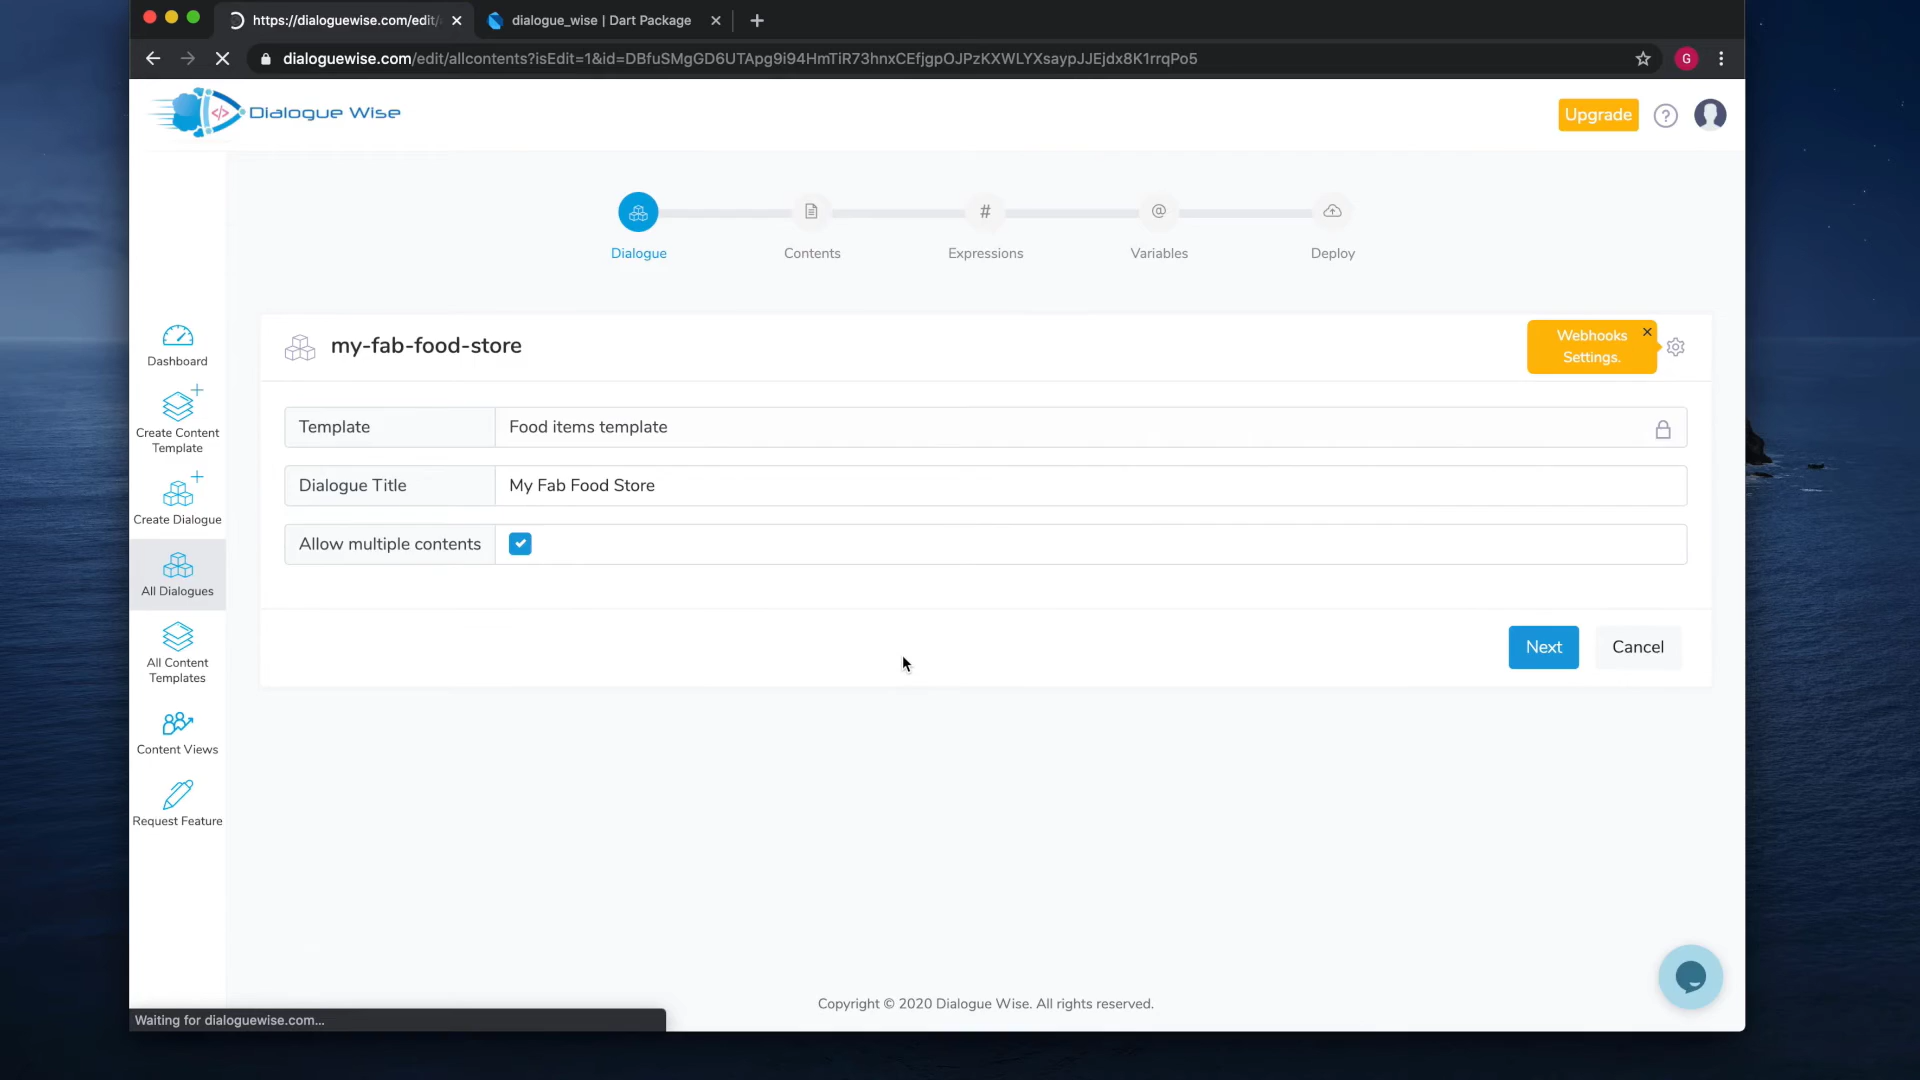 https://dialoguewise.com/edit/
dialogue_wise | Dart Package
dialoguewise.com/edit/allcontents?isEdit=1&id=DBfuSMgGD6UTApg9i94HmTiR73hnxCEfjgpOJPzKXWLYXsaypJJEjdx8K1rrqPo5
G
Dialogue Wise
Upgrade
?
#
@
Dialogue
Contents
Expressions
Variables
Deploy
Dashboard
Create Content
Template
Create Dialogue
All Dialogues
All Content
Templates
Content Views
Request Feature
my-fab-food-store
Webhooks
Settings.
Template
Food items template
Dialogue Title
My Fab Food Store
Allow multiple contents
Next
Cancel
Copyright © 2020 Dialogue Wise. All rights reserved.
Waiting for dialoguewise.com...